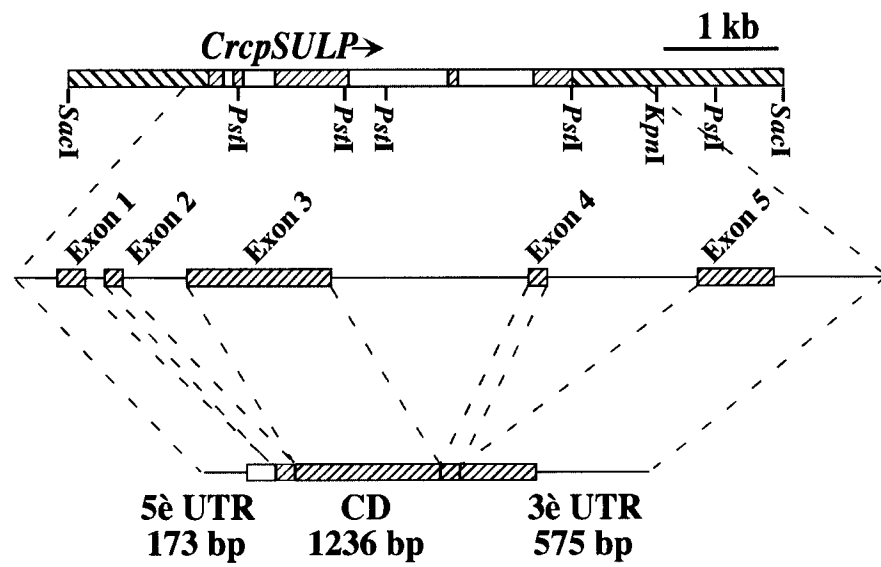 CrcpSULP→
1 kb
SacI
PstI
PstI
PstI
PstI
KpnI
PstI
SacI
Exon 1
Exon 2
Exon 3
Exon 4
Exon 5
5è UTR
173 bp
CD
1236 bp
3è UTR
575 bp